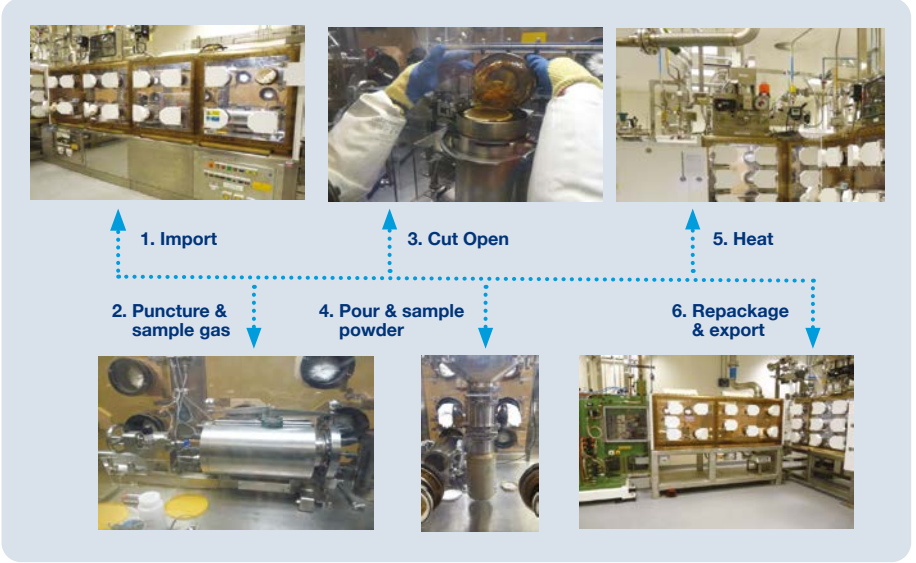 1. Import
3. Cut Open
5. Heat
2. Puncture &
sample gas
4. Pour & sample
powder
6. Repackage
& export